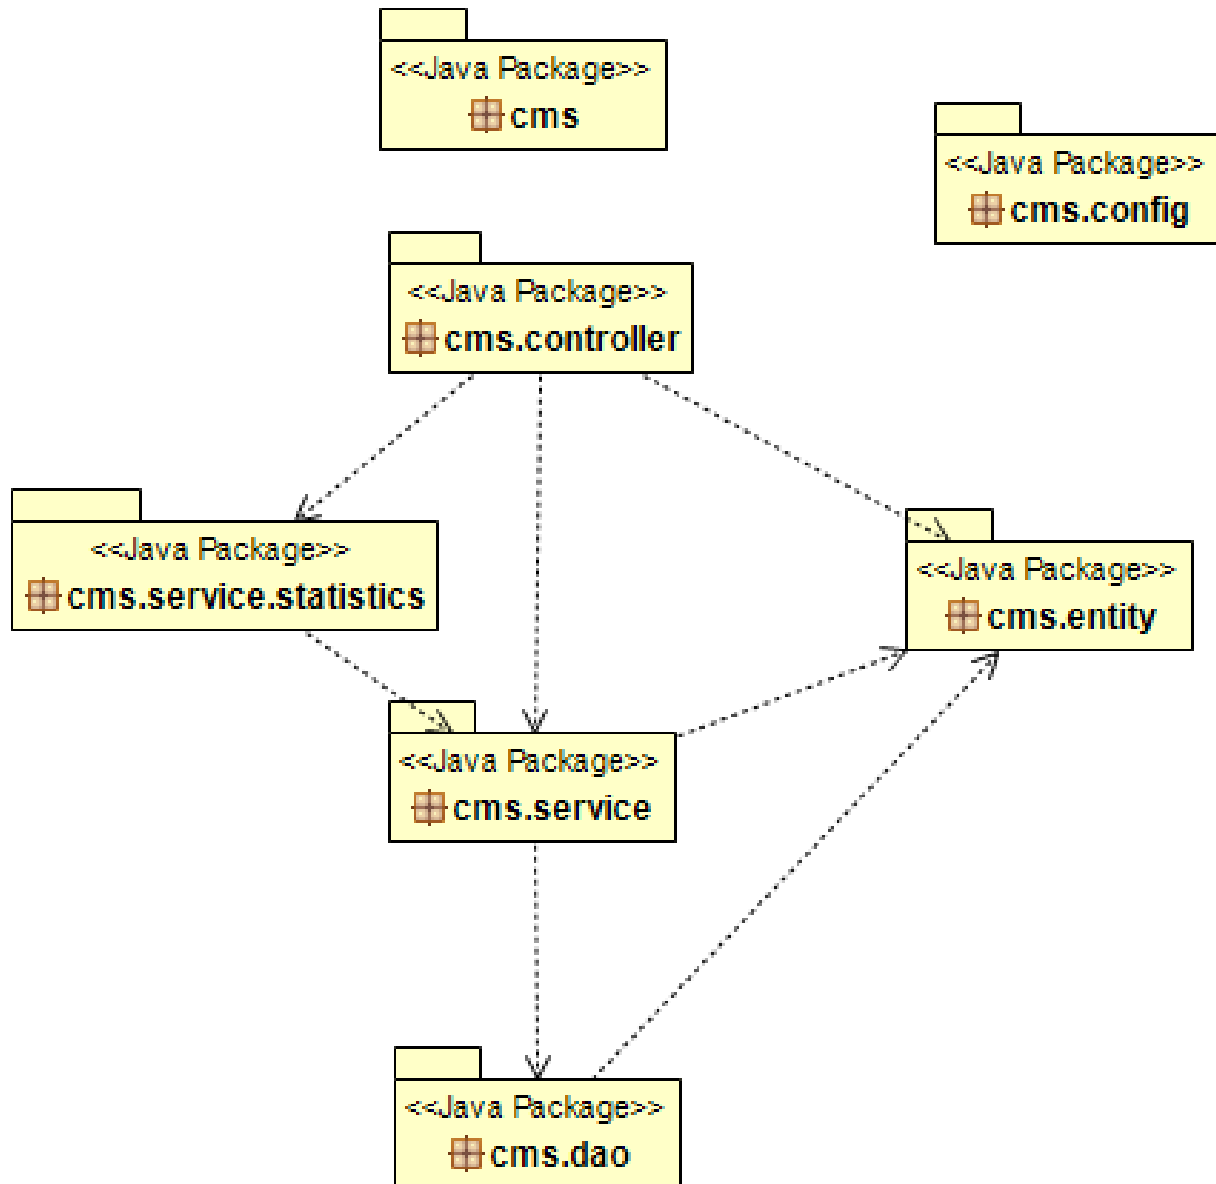 <<Java Package>>
cms
<<Java Package>>
cms.config
<<Java Package>>
cms.controller
<<Java Package>>
cms.service.statistics
<<Java Package>>
cms.entity
<<Java Package>>
cms.service
<<Java Package>>
cms.dao